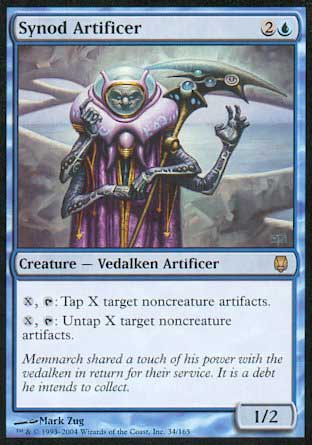 Synod Artificer 2
Creature — Vedalken Artificer
X, : Tap X target noncreature artifacts.
X, : Untap X target noncreature
artifacts.
Memnarch shared a touch of his power with the
vedalken in return for their service. It is a debt
he intends to collect.
1/2
Mark Zug
™ & © 1993–2004 Wizards of the Coast, Inc. 34/165